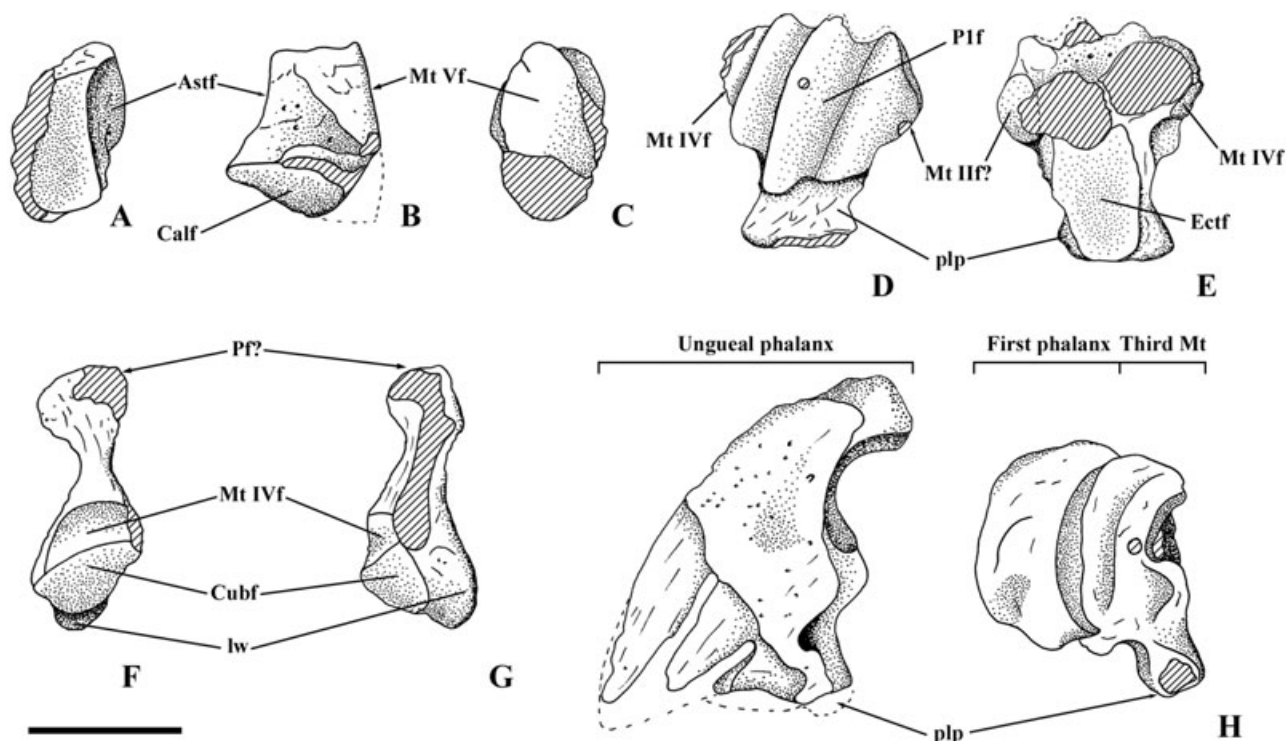 Astf
Mt Vf
Calf
A
B
C
P1f
Mt IVf
Mt IIf?
Mt IVf
Ectf
plp
D
E
Pf?
Mt IVf
Cubf
lw
F
G
Ungueal phalanx
First phalanx
Third Mt
plp
H